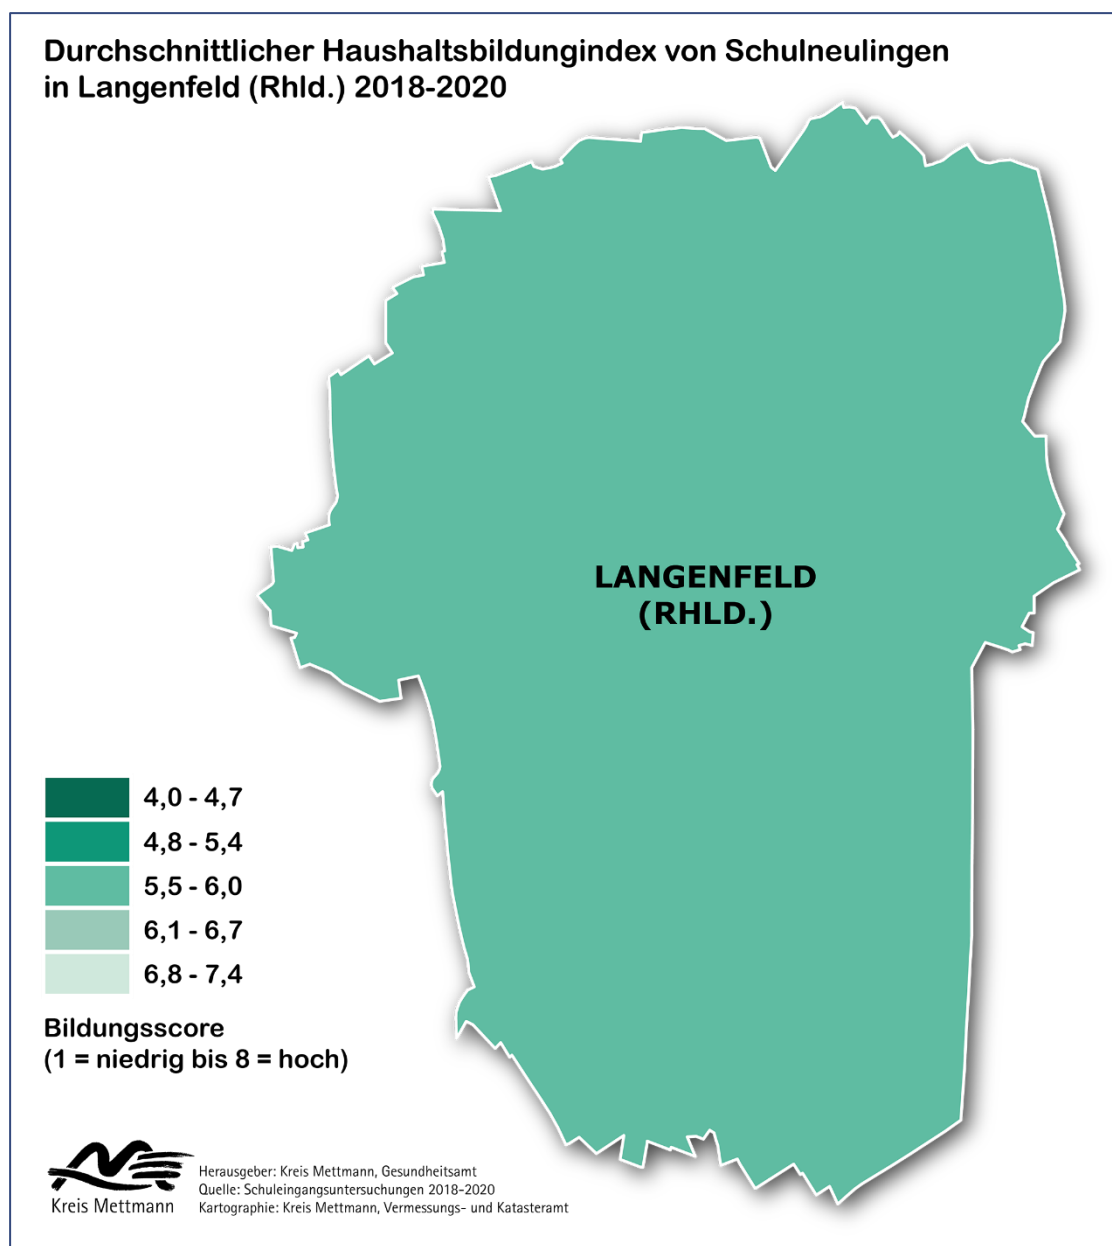 Durchschnittlicher Haushaltsbildungindex von Schulneulingen
in Langenfeld (Rhld.) 2018-2020
LANGENFELD
(RHLD.)
4,0 - 4,7
4,8 - 5,4
5,5 - 6,0
6,1 - 6,7
6,8 - 7,4
Bildungsscore
(1 = niedrig bis 8 = hoch)
Kreis Mettmann
Herausgeber: Kreis Mettmann, Gesundheitsamt
Quelle: Schuleingangsuntersuchungen 2018-2020
Kartographie: Kreis Mettmann, Vermessungs- und Katasteramt